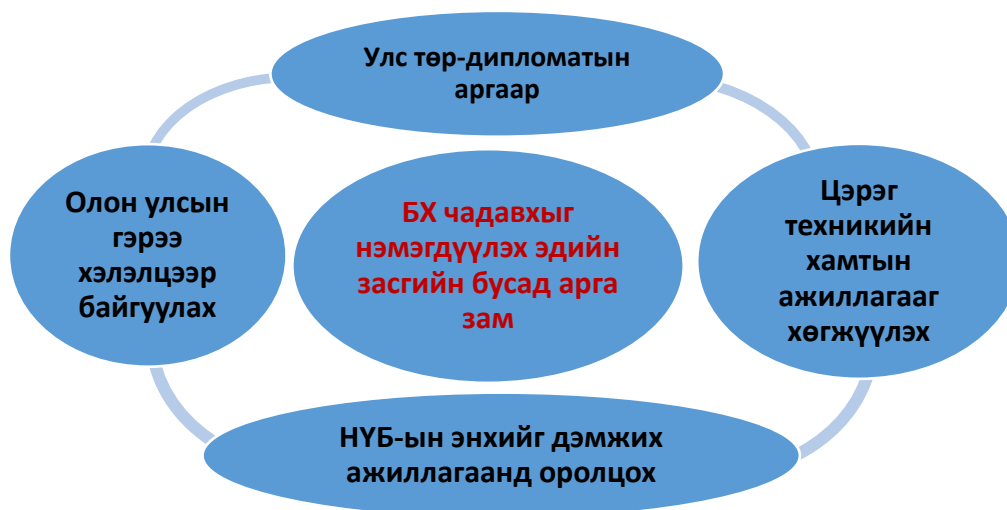 Улс төр-дипломатын
аргаар
Олон улсын
гэрээ
хэлэлцээр
байгуулах
БХ чадавхыг
нэмэгдүүлэх эдийн
засгийн бусад арга
зам
Цэрэг
техникийн
хамтын
ажиллагааг
хөгжүүлэх
НҮБ-ын энхийг дэмжих
ажиллагаанд оролцох